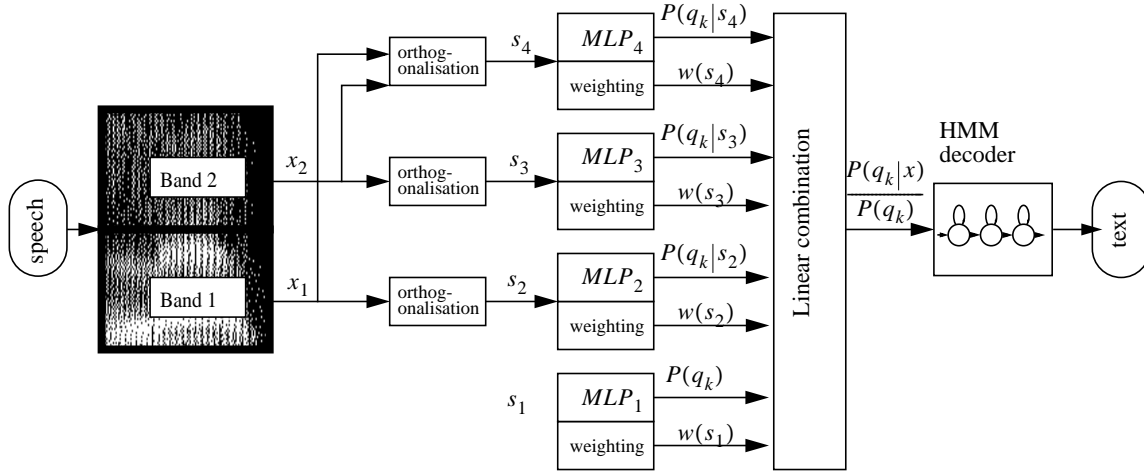 speech
Band 2
Band 1
x₂
x₁
orthog-
onalisation
orthog-
onalisation
orthog-
onalisation
s₄
s₃
s₂
s₁
MLP₄
weighting
P(qₖ|s₄)
w(s₄)
MLP₃
weighting
P(qₖ|s₃)
w(s₃)
MLP₂
weighting
P(qₖ|s₂)
w(s₂)
MLP₁
weighting
P(qₖ)
w(s₁)
Linear combination
P(qₖ|x)
P(qₖ)
HMM
decoder
text